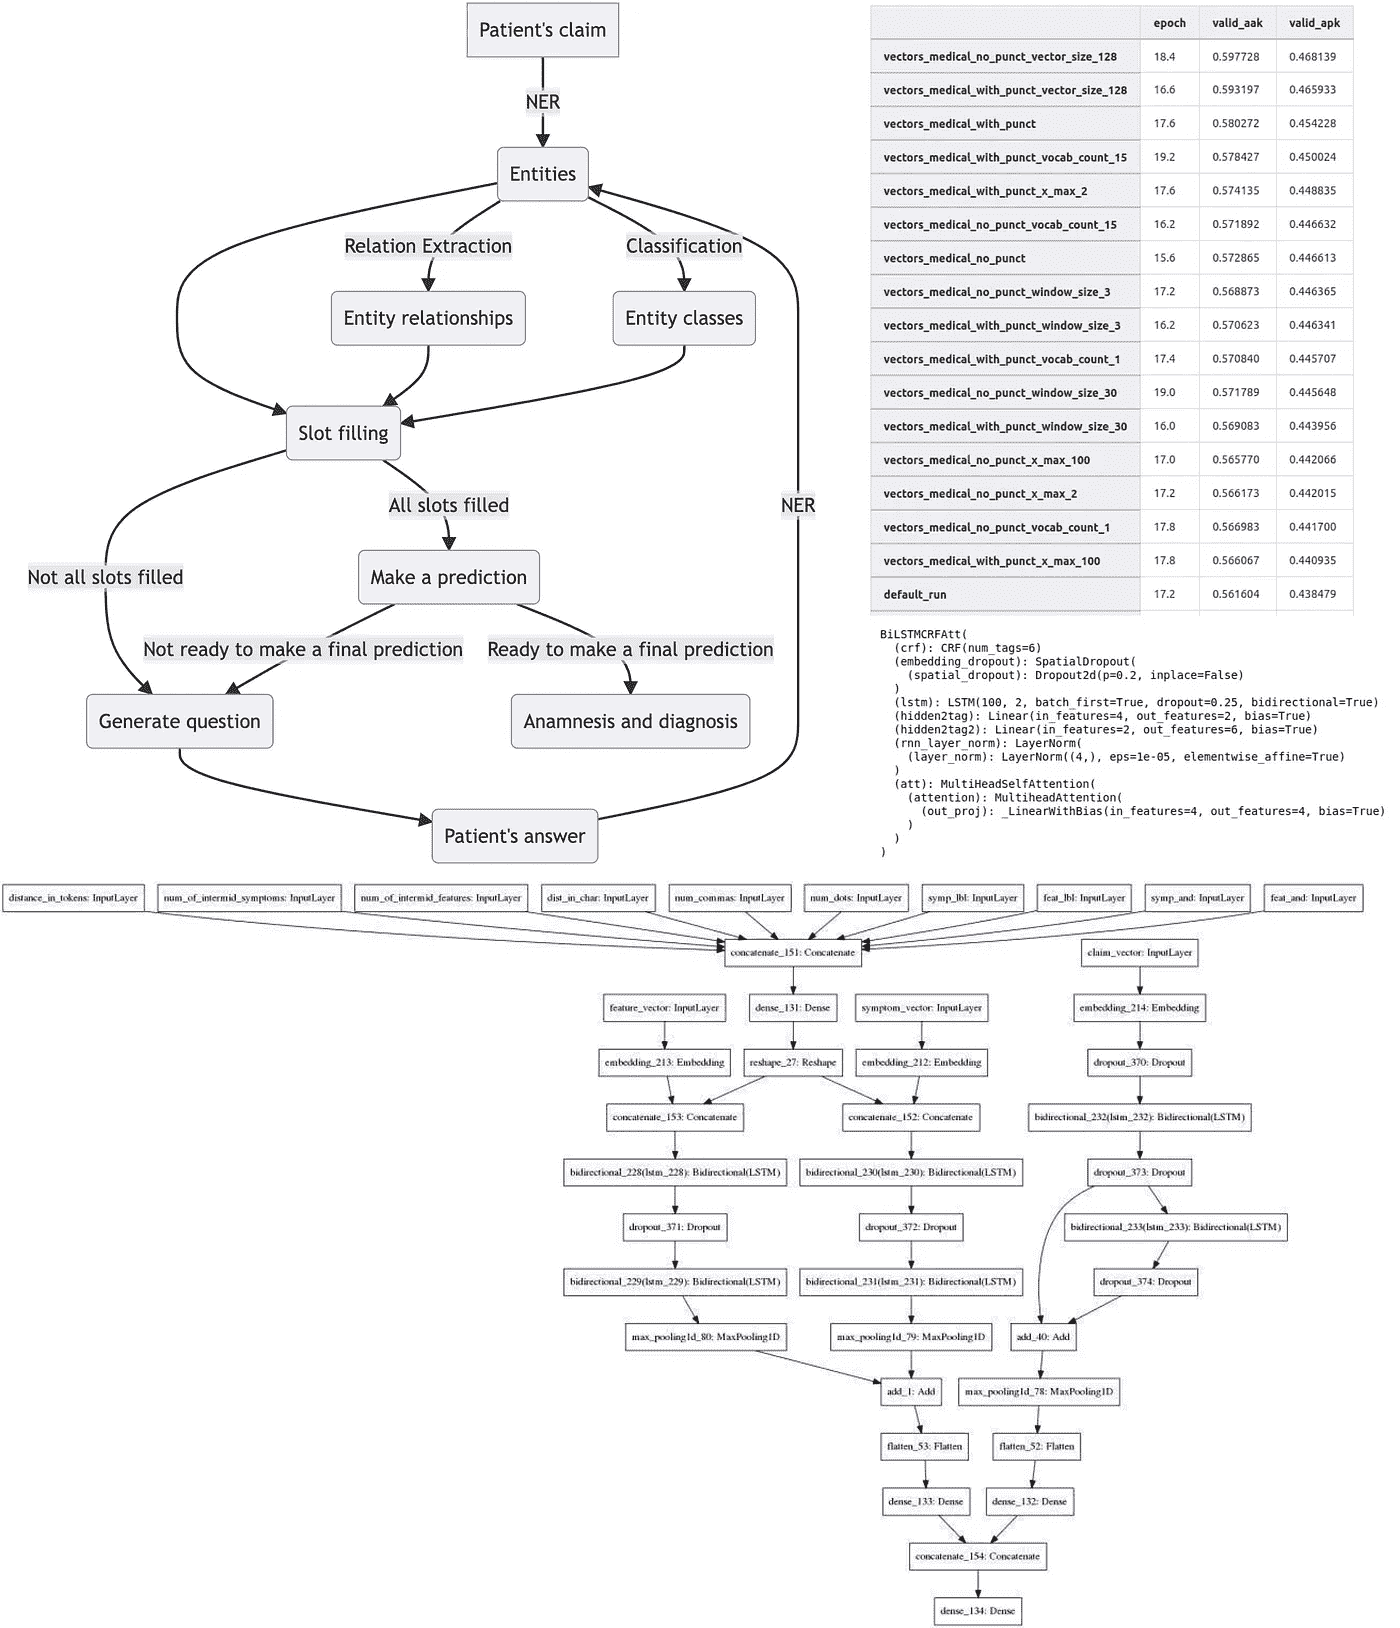 Patient's claim
NER
Entities
Relation Extraction
Classification
Entity relationships
Entity classes
Slot filling
All slots filled
NER
Not all slots filled
Make a prediction
Not ready to make a final prediction
Ready to make a final prediction
Generate question
Anamnesis and diagnosis
Patient's answer
epoch valid_aak valid_apk
vectors_medical_no_punct_vector_size_128 18.4 0.597728 0.468139
vectors_medical_with_punct_vector_size_128 16.6 0.593197 0.465933
vectors_medical_with_punct 17.6 0.580272 0.454228
vectors_medical_with_punct_vocab_count_15 19.2 0.578427 0.450024
vectors_medical_with_punct_x_max_2 17.6 0.574135 0.448835
vectors_medical_no_punct_vocab_count_15 16.2 0.571892 0.446632
vectors_medical_no_punct 15.6 0.572865 0.446613
vectors_medical_no_punct_window_size_3 17.2 0.568873 0.446365
vectors_medical_with_punct_window_size_3 16.2 0.570623 0.446341
vectors_medical_with_punct_vocab_count_1 17.4 0.570840 0.445707
vectors_medical_no_punct_window_size_30 19.0 0.571789 0.445648
vectors_medical_with_punct_window_size_30 16.0 0.569083 0.443956
vectors_medical_no_punct_x_max_100 17.0 0.565770 0.442066
vectors_medical_no_punct_x_max_2 17.2 0.566173 0.442015
vectors_medical_no_punct_vocab_count_1 17.8 0.566983 0.441700
vectors_medical_with_punct_x_max_100 17.8 0.566067 0.440935
default_run 17.2 0.561604 0.438479
BiLSTMCRFAtt(
(crf): CRF(num_tags=6)
(embedding_dropout): SpatialDropout(
(spatial_dropout): Dropout2d(p=0.2, inplace=False)
)
(lstm): LSTM(100, 2, batch_first=True, dropout=0.25, bidirectional=True)
(hidden2tag): Linear(in_features=4, out_features=2, bias=True)
(hidden2tag2): Linear(in_features=2, out_features=6, bias=True)
(rnn_layer_norm): LayerNorm(
(layer_norm): LayerNorm((4,), eps=1e-05, elementwise_affine=True)
)
(att): MultiHeadSelfAttention(
(attention): MultiheadAttention(
(out_proj): _LinearWithBias(in_features=4, out_features=4, bias=True)
)
)
)
distance_in_tokens: InputLayer
num_of_intermid_symptoms: InputLayer
num_of_intermid_features: InputLayer
dist_in_char: InputLayer
num_commas: InputLayer
num_dots: InputLayer
symp_lbl: InputLayer
feat_lbl: InputLayer
symp_and: InputLayer
feat_and: InputLayer
concatenate_151: Concatenate
claim_vector: InputLayer
feature_vector: InputLayer
dense_131: Dense
symptom_vector: InputLayer
embedding_214: Embedding
embedding_213: Embedding
reshape_27: Reshape
embedding_212: Embedding
dropout_370: Dropout
concatenate_153: Concatenate
concatenate_152: Concatenate
bidirectional_232(lstm_232): Bidirectional(LSTM)
bidirectional_228(lstm_228): Bidirectional(LSTM)
bidirectional_230(lstm_230): Bidirectional(LSTM)
dropout_373: Dropout
dropout_371: Dropout
dropout_372: Dropout
bidirectional_233(lstm_233): Bidirectional(LSTM)
bidirectional_229(lstm_229): Bidirectional(LSTM)
bidirectional_231(lstm_231): Bidirectional(LSTM)
dropout_374: Dropout
max_pooling1d_80: MaxPooling1D
max_pooling1d_79: MaxPooling1D
add_40: Add
add_1: Add
max_pooling1d_78: MaxPooling1D
flatten_53: Flatten
flatten_52: Flatten
dense_133: Dense
dense_132: Dense
concatenate_154: Concatenate
dense_134: Dense